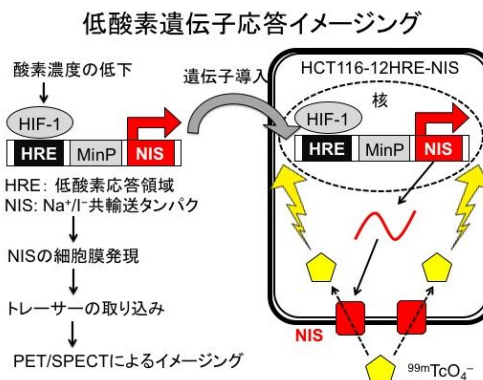 低酸素遺伝子応答イメージング
酸素濃度の低下
HIF-1
HRE MinP NIS
HRE: 低酸素応答領域
NIS: Na⁺/I⁻共輸送タンパク
NISの細胞膜発現
トレーサーの取り込み
PET/SPECTによるイメージング
遺伝子導入
HCT116-12HRE-NIS
核
HIF-1
HRE MinP NIS
NIS
⁹⁹ᵐTcO₄⁻